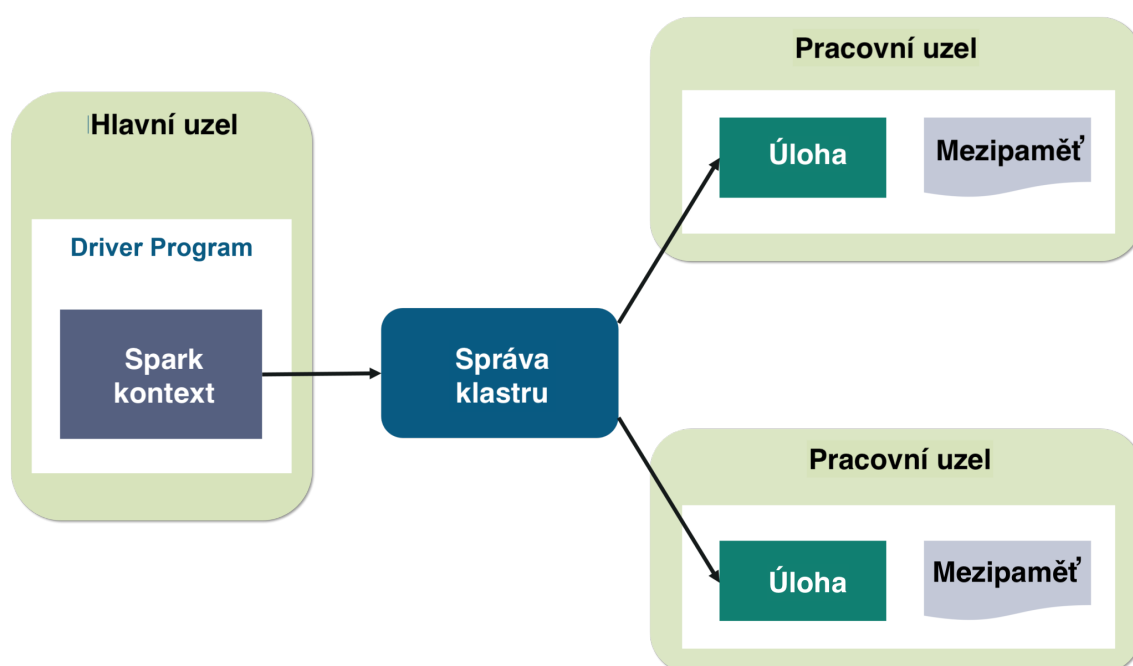 Hlavní uzel
Driver Program
Spark
kontext
Správa
klastru
Pracovní uzel
Úloha
Mezipaměť
Pracovní uzel
Úloha
Mezipaměť